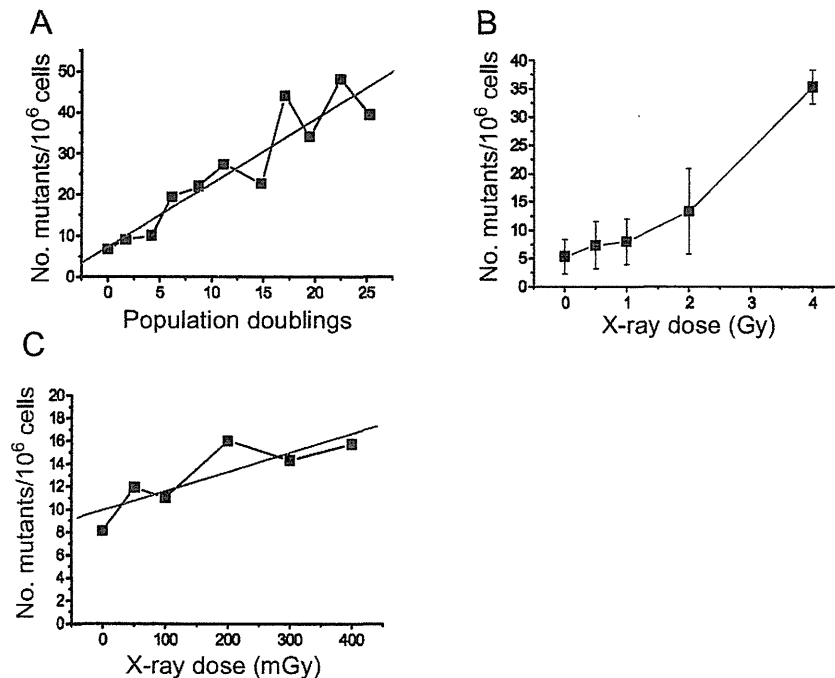 A
No. mutants/10⁶ cells
50
40
30
20
10
0
0 5 10 15 20 25
Population doublings
B
No. mutants/10⁶ cells
40
35
30
25
20
15
10
5
0
0 1 2 3 4
X-ray dose (Gy)
C
No. mutants/10⁶ cells
20
18
16
14
12
10
8
6
4
2
0
0 100 200 300 400
X-ray dose (mGy)